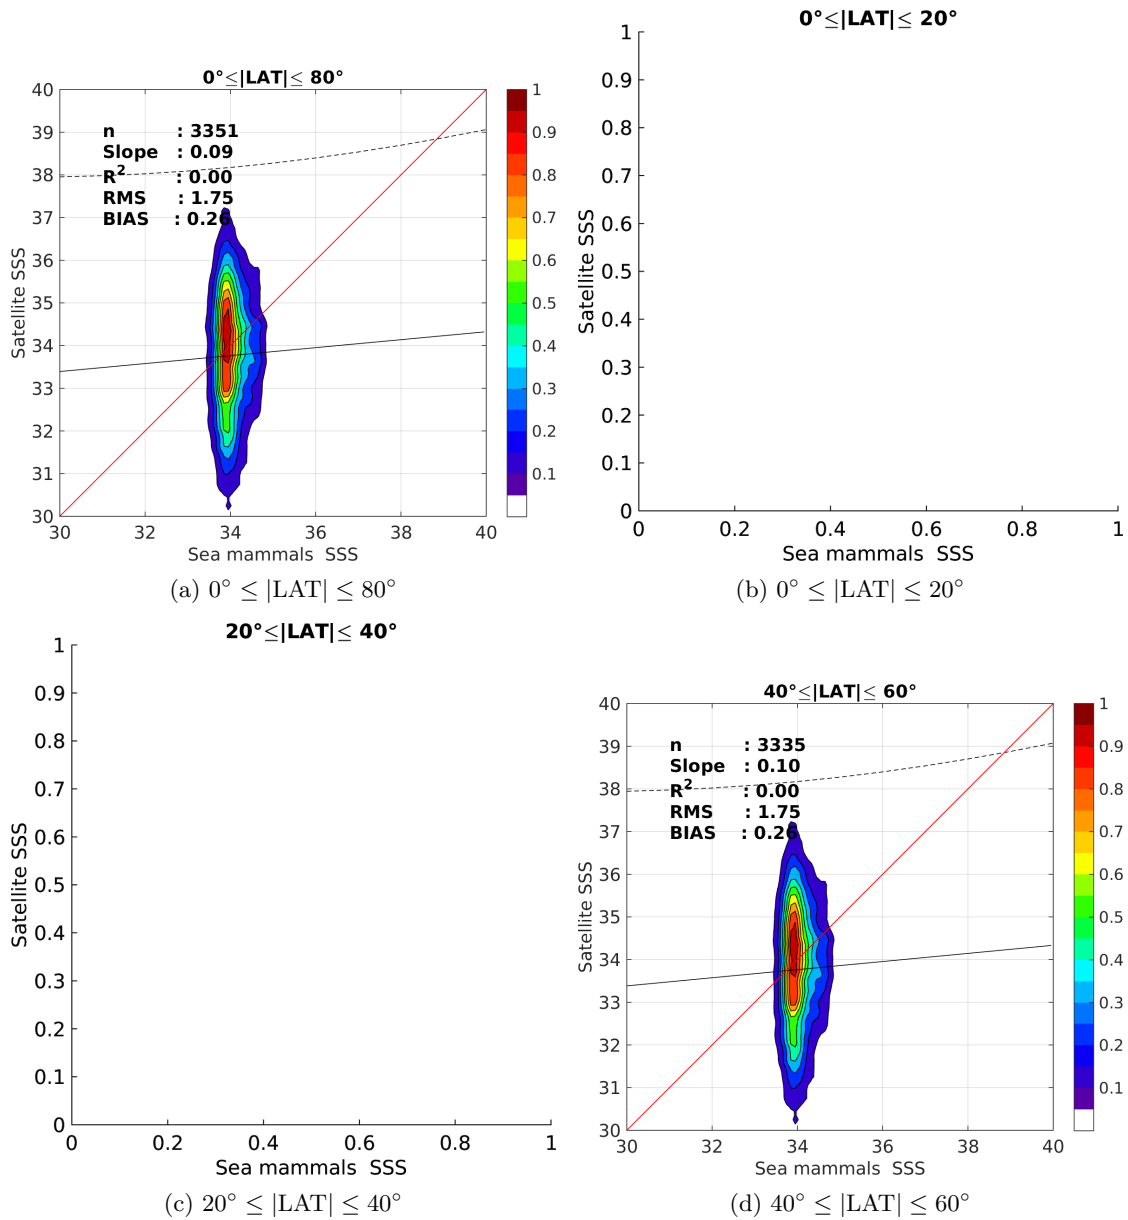 0°≤|LAT|≤ 80°
40
39
38
37
36
35
34
33
32
31
30
30 32 34 36 38 40
Satellite SSS
Sea mammals SSS
n : 3351
Slope : 0.09
R² : 0.00
RMS : 1.75
BIAS : 0.26
1
0.9
0.8
0.7
0.6
0.5
0.4
0.3
0.2
0.1
(a) 0° ≤ |LAT| ≤ 80°
0°≤|LAT|≤ 20°
1
0.9
0.8
0.7
0.6
0.5
0.4
0.3
0.2
0.1
0
0 0.2 0.4 0.6 0.8 1
Satellite SSS
Sea mammals SSS
(b) 0° ≤ |LAT| ≤ 20°
20°≤|LAT|≤ 40°
1
0.9
0.8
0.7
0.6
0.5
0.4
0.3
0.2
0.1
0
0 0.2 0.4 0.6 0.8 1
Satellite SSS
Sea mammals SSS
(c) 20° ≤ |LAT| ≤ 40°
40°≤|LAT|≤ 60°
40
39
38
37
36
35
34
33
32
31
30
30 32 34 36 38 40
Satellite SSS
Sea mammals SSS
n : 3335
Slope : 0.10
R² : 0.00
RMS : 1.75
BIAS : 0.26
1
0.9
0.8
0.7
0.6
0.5
0.4
0.3
0.2
0.1
(d) 40° ≤ |LAT| ≤ 60°